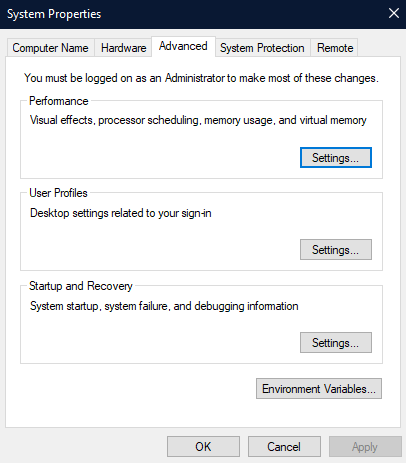 System Properties
Computer Name Hardware Advanced System Protection Remote
You must be logged on as an Administrator to make most of these changes.
Performance
Visual effects, processor scheduling, memory usage, and virtual memory
Settings...
User Profiles
Desktop settings related to your sign-in
Settings...
Startup and Recovery
System startup, system failure, and debugging information
Settings...
Environment Variables...
OK Cancel Apply